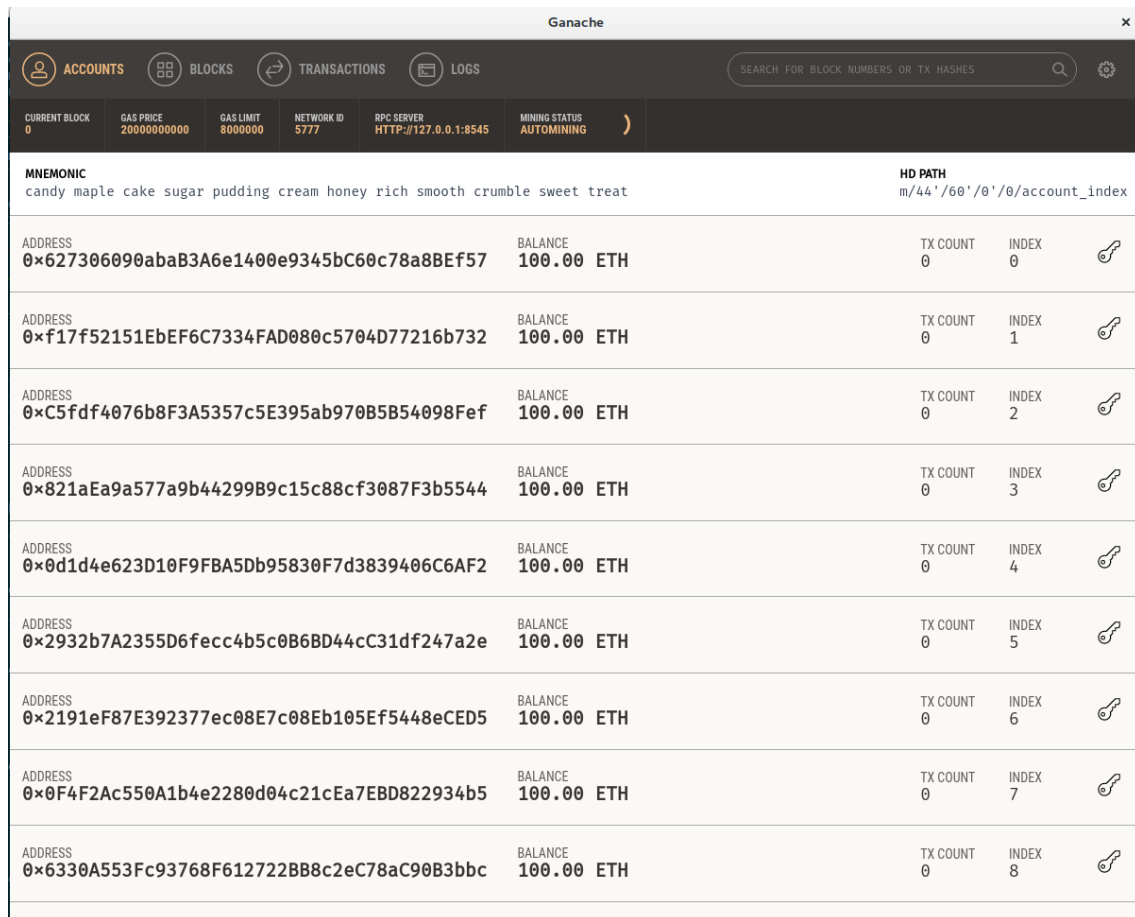 Ganache ×
ACCOUNTS BLOCKS TRANSACTIONS LOGS SEARCH FOR BLOCK NUMBERS OR TX HASHES
CURRENT BLOCK GAS PRICE GAS LIMIT NETWORK ID RPC SERVER MINING STATUS
0 20000000000 8000000 5777 HTTP://127.0.0.1:8545 AUTOMINING
MNEMONIC HD PATH
candy maple cake sugar pudding cream honey rich smooth crumble sweet treat m/44'/60'/0'/0/account_index
ADDRESS BALANCE TX COUNT INDEX
0×627306090abaB3A6e1400e9345bC60c78a8BEf57 100.00 ETH 0 0
ADDRESS BALANCE TX COUNT INDEX
0×f17f52151EbEF6C7334FAD080c5704D77216b732 100.00 ETH 0 1
ADDRESS BALANCE TX COUNT INDEX
0×C5fdf4076b8F3A5357c5E395ab970B5B54098Fef 100.00 ETH 0 2
ADDRESS BALANCE TX COUNT INDEX
0×821aEa9a577a9b44299B9c15c88cf3087F3b5544 100.00 ETH 0 3
ADDRESS BALANCE TX COUNT INDEX
0×0d1d4e623D10F9FBA5Db95830F7d3839406C6AF2 100.00 ETH 0 4
ADDRESS BALANCE TX COUNT INDEX
0×2932b7A2355D6fecc4b5c0B6BD44cC31df247a2e 100.00 ETH 0 5
ADDRESS BALANCE TX COUNT INDEX
0×2191eF87E392377ec08E7c08Eb105Ef5448eCED5 100.00 ETH 0 6
ADDRESS BALANCE TX COUNT INDEX
0×0F4F2Ac550A1b4e2280d04c21cEa7EBD822934b5 100.00 ETH 0 7
ADDRESS BALANCE TX COUNT INDEX
0×6330A553Fc93768F612722BB8c2eC78aC90B3bbc 100.00 ETH 0 8